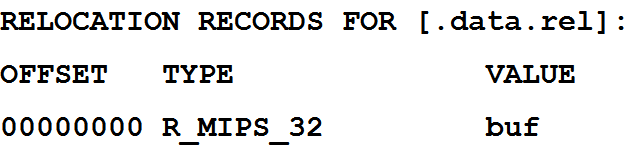 RELOCATION RECORDS FOR [.data.rel]:
OFFSET TYPE VALUE
00000000 R_MIPS_32 buf